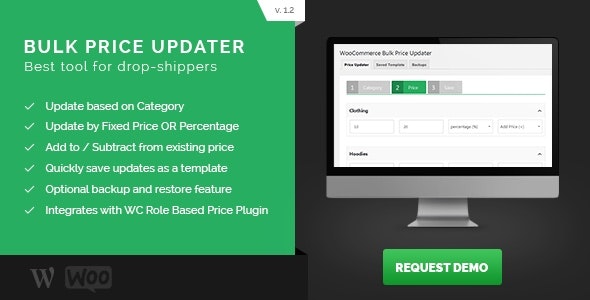 v. 1.2
BULK PRICE UPDATER
Best tool for drop-shippers
Update based on Category
Update by Fixed Price OR Percentage
Add to / Subtract from existing price
Quickly save updates as a template
Optional backup and restore feature
Integrates with WC Role Based Price Plugin
W WOO
WooCommerce Bulk Price Updater
Price Updater Saved Template Backups
1 Category 2 Price 3 Save
Clothing
percentage (%) Add Price (+)
Hoodies
REQUEST DEMO